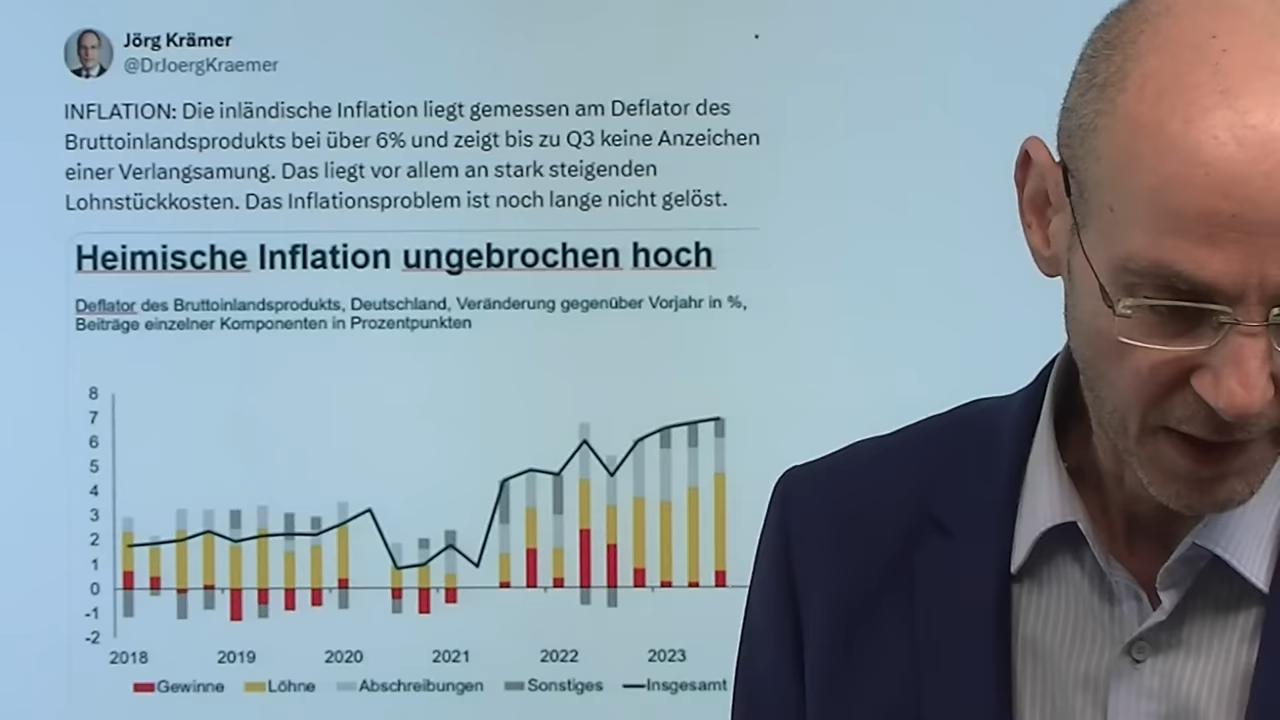 Jörg Krämer
@DrJoergKraemer
INFLATION: Die inländische Inflation liegt gemessen am Deflator des
Bruttoinlandsprodukts bei über 6% und zeigt bis zu Q3 keine Anzeichen
einer Verlangsamung. Das liegt vor allem an stark steigenden
Lohnstückkosten. Das Inflationsproblem ist noch lange nicht gelöst.
Heimische Inflation ungebrochen hoch
Deflator des Bruttoinlandsprodukts, Deutschland, Veränderung gegenüber Vorjahr in %,
Beiträge einzelner Komponenten in Prozentpunkten
8
7
6
5
4
3
2
1
0
-1
-2
2018 2019 2020 2021 2022 2023
Gewinne Löhne Abschreibungen Sonstiges Insgesamt